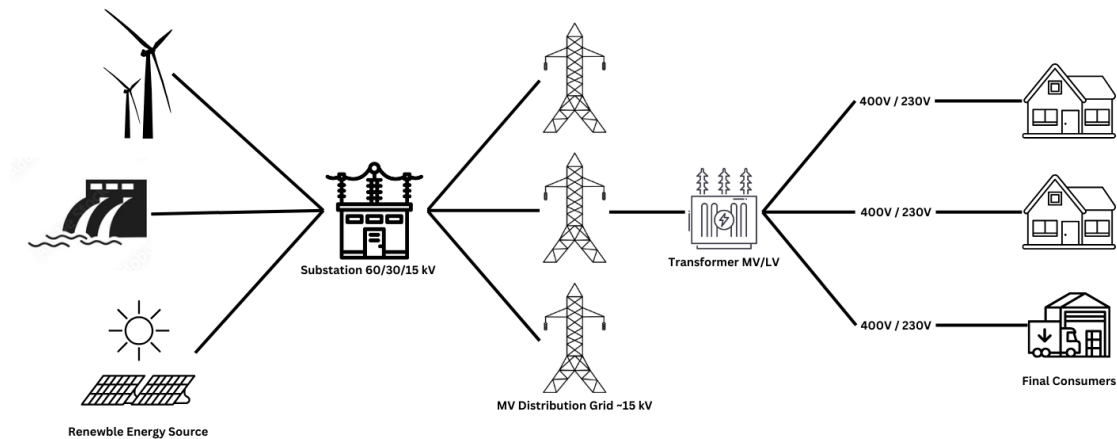 400V / 230V
400V / 230V
Transformer MV/LV
Substation 60/30/15 kV
400V / 230V
Final Consumers
MV Distribution Grid ~15 kV
Renewble Energy Source